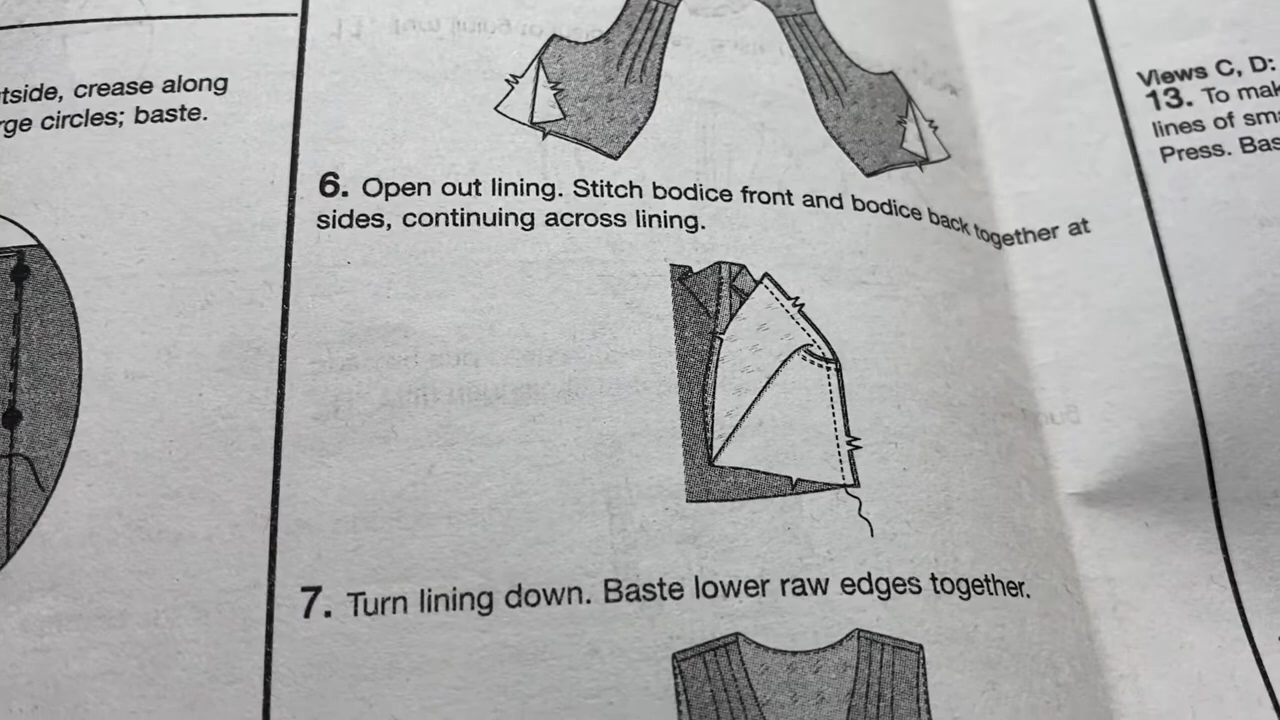 tside, crease along
rge circles; baste.
6. Open out lining. Stitch bodice front and bodice back together at
sides, continuing across lining.
7. Turn lining down. Baste lower raw edges together.
Views C, D:
13. To mak
lines of sma
Press. Bas